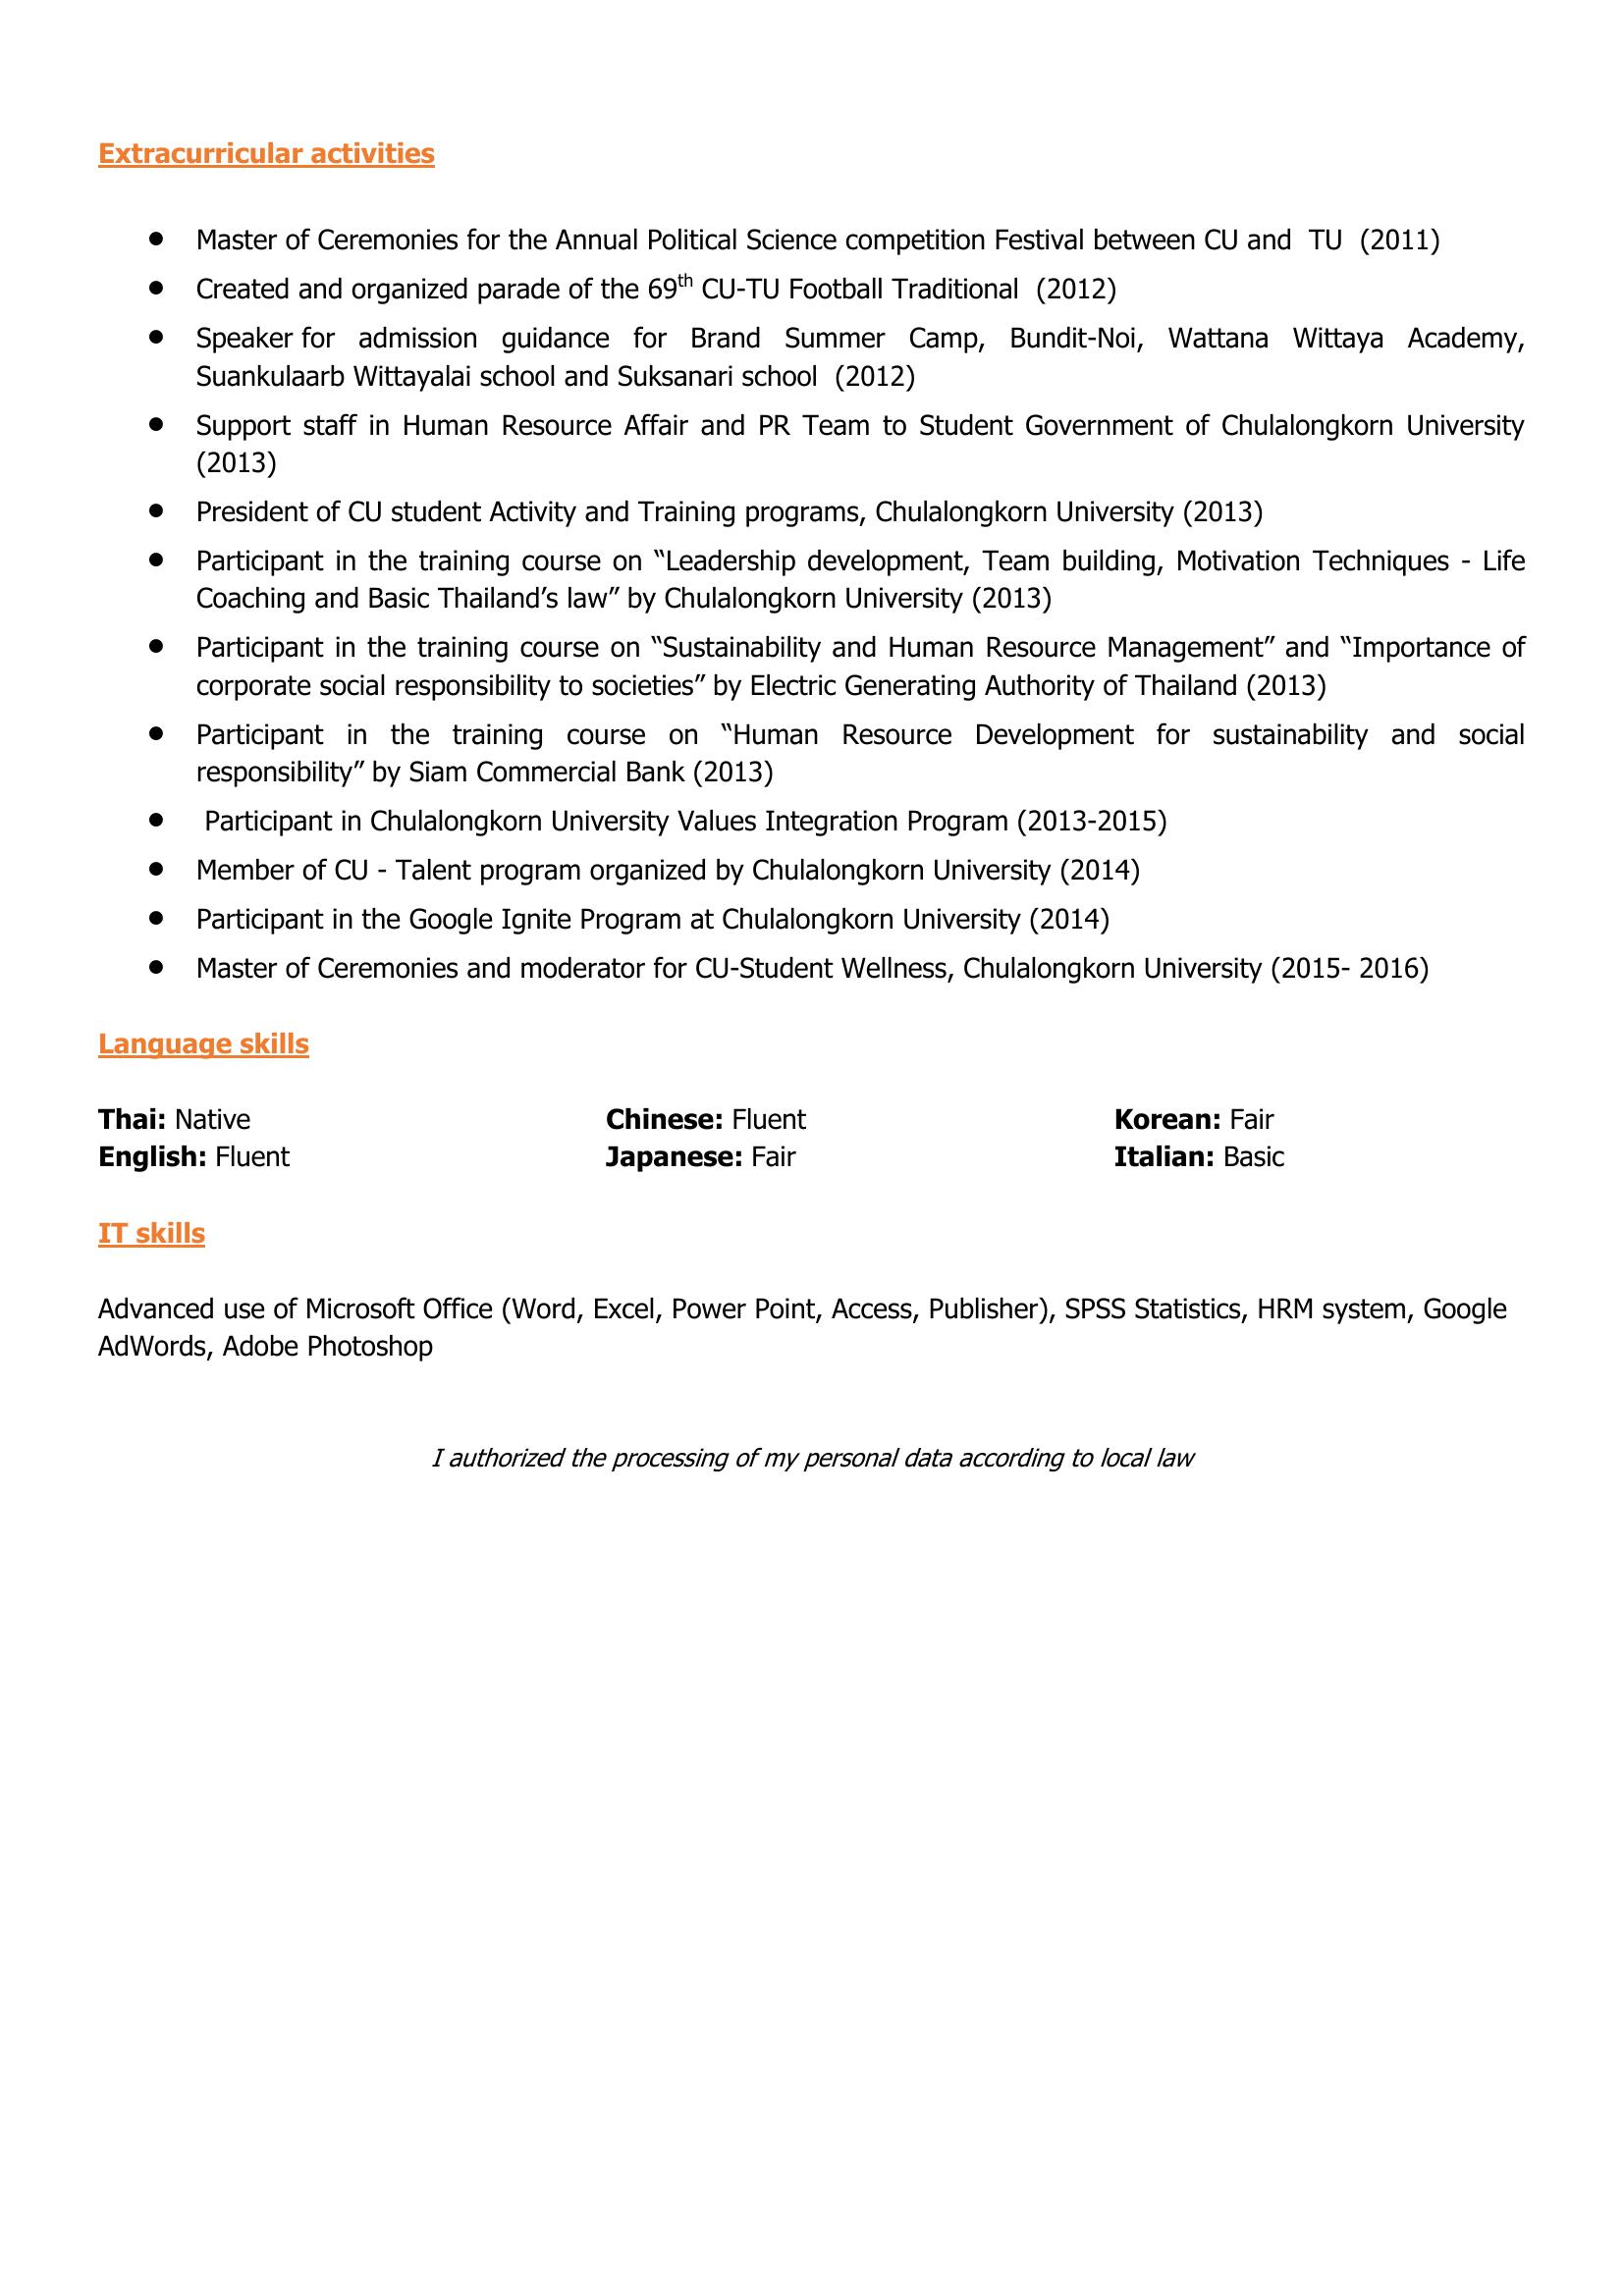 Extracurricular activities
● Master of Ceremonies for the Annual Political Science competition Festival between CU and  TU  (2011)
● Created and organized parade of the 69th CU-TU Football Traditional  (2012)
● Speaker for admission guidance for Brand Summer Camp, Bundit-Noi, Wattana Wittaya Academy,
Suankulaarb Wittayalai school and Suksanari school  (2012)
● Support staff in Human Resource Affair and PR Team to Student Government of Chulalongkorn University
(2013)
● President of CU student Activity and Training programs, Chulalongkorn University (2013)
● Participant in the training course on “Leadership development, Team building, Motivation Techniques - Life
Coaching and Basic Thailand’s law” by Chulalongkorn University (2013)
● Participant in the training course on “Sustainability and Human Resource Management” and “Importance of
corporate social responsibility to societies” by Electric Generating Authority of Thailand (2013)
● Participant in the training course on “Human Resource Development for sustainability and social
responsibility” by Siam Commercial Bank (2013)
● Participant in Chulalongkorn University Values Integration Program (2013-2015)
● Member of CU - Talent program organized by Chulalongkorn University (2014)
● Participant in the Google Ignite Program at Chulalongkorn University (2014)
● Master of Ceremonies and moderator for CU-Student Wellness, Chulalongkorn University (2015- 2016)
Language skills
Thai: Native Chinese: Fluent Korean: Fair
English: Fluent Japanese: Fair Italian: Basic
IT skills
Advanced use of Microsoft Office (Word, Excel, Power Point, Access, Publisher), SPSS Statistics, HRM system, Google
AdWords, Adobe Photoshop
I authorized the processing of my personal data according to local law